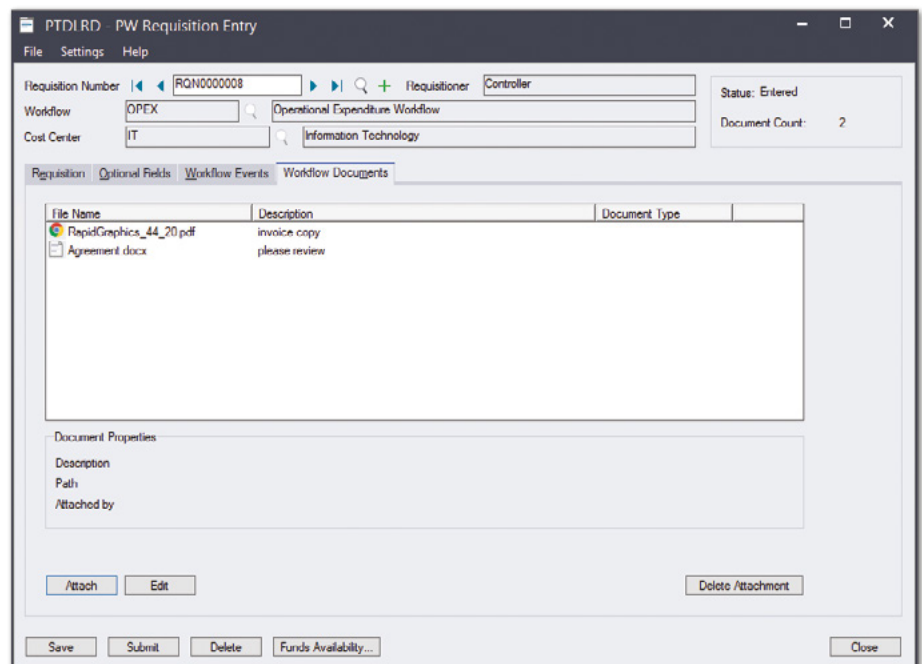 PTDLRD - PW Requisition Entry
File Settings Help
Requisition Number RQN0000008 Requisitioner Controller
Status: Entered
Workflow OPEX Operational Expenditure Workflow
Document Count: 2
Cost Center IT Information Technology
Requisition Optional Fields Workflow Events Workflow Documents
File Name Description Document Type
RapidGraphics_44_20.pdf invoice copy
Agreement.docx please review
Document Properties
Description
Path
Attached by
Attach Edit Delete Attachment
Save Submit Delete Funds Availability... Close